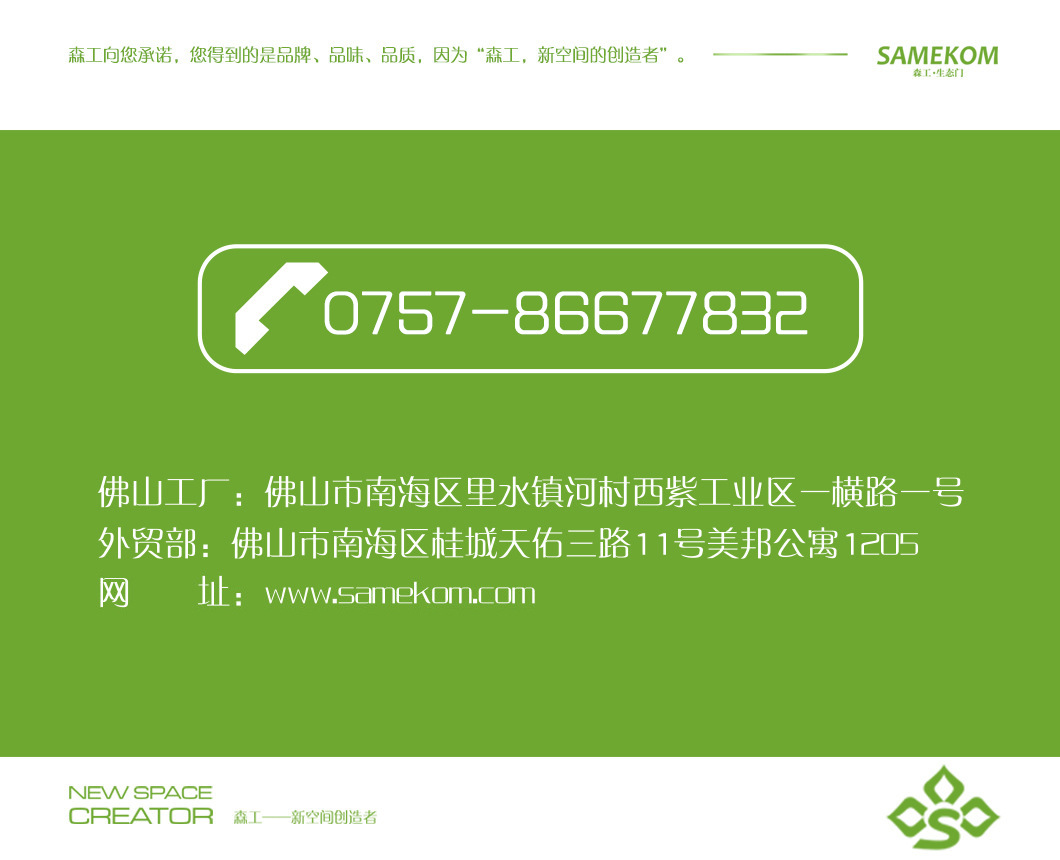 森工向您承诺，您得到的是品牌、品味、品质，因为“森工，新空间的创造者”。
SAMEKOM
森工·生态门
0757-86677832
佛山工厂：佛山市南海区里水镇河村西紫工业区一横路一号
外贸部：佛山市南海区桂城天佑三路11号美邦公寓1205
网 址：www.samekom.com
NEW SPACE
CREATOR 森工——新空间创造者